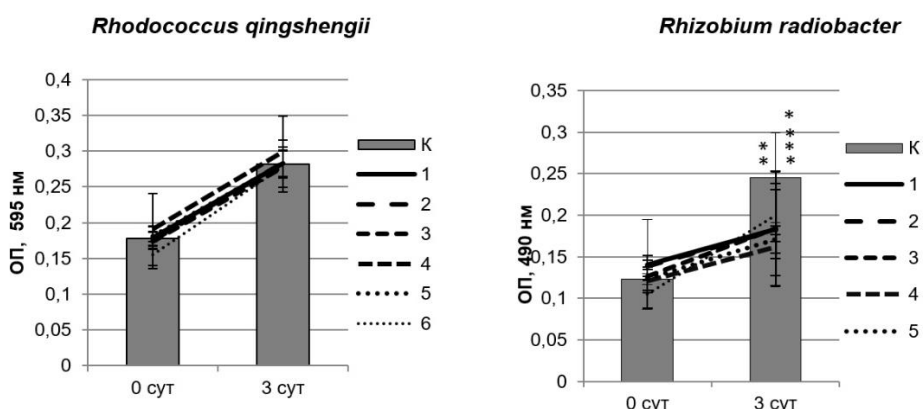 Rhodococcus qingshengii
ОП, 595 нм
0,4
0,35
0,3
0,25
0,2
0,15
0,1
0,05
0
0 сут
3 сут
К
1
2
3
4
5
6
Rhizobium radiobacter
ОП, 490 нм
0,35
0,3
0,25
0,2
0,15
0,1
0,05
0
* *
* * * *
0 сут
3 сут
К
1
2
3
4
5